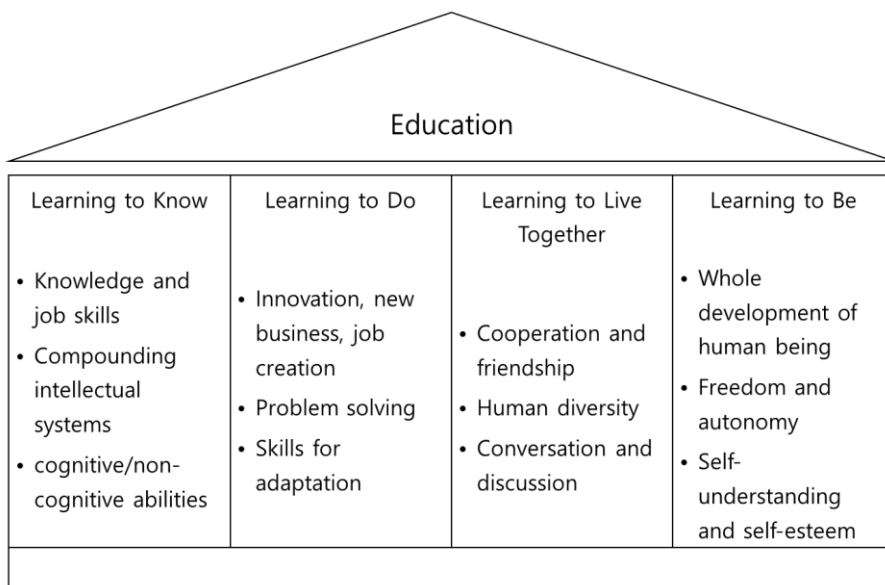 Education
Learning to Know
• Knowledge and
job skills
• Compounding
intellectual
systems
• cognitive/non-
cognitive abilities
Learning to Do
• Innovation, new
business, job
creation
• Problem solving
• Skills for
adaptation
Learning to Live
Together
• Cooperation and
friendship
• Human diversity
• Conversation and
discussion
Learning to Be
• Whole
development of
human being
• Freedom and
autonomy
• Self-
understanding
and self-esteem